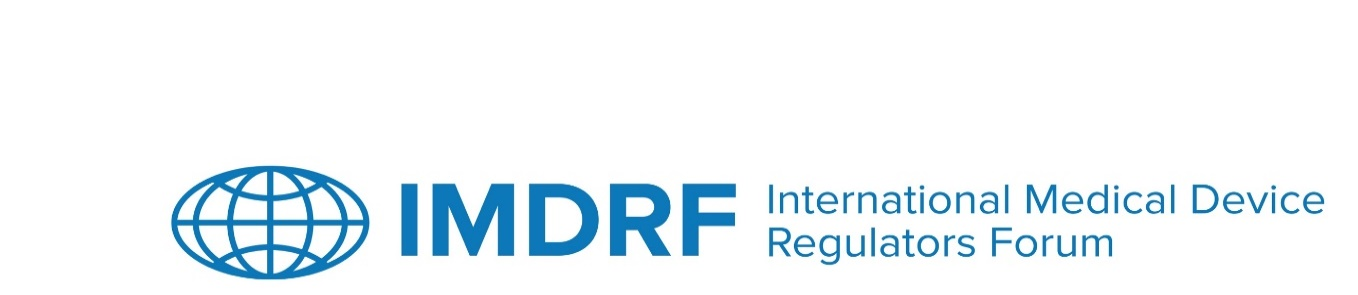 IMDRF
International Medical Device
Regulators Forum